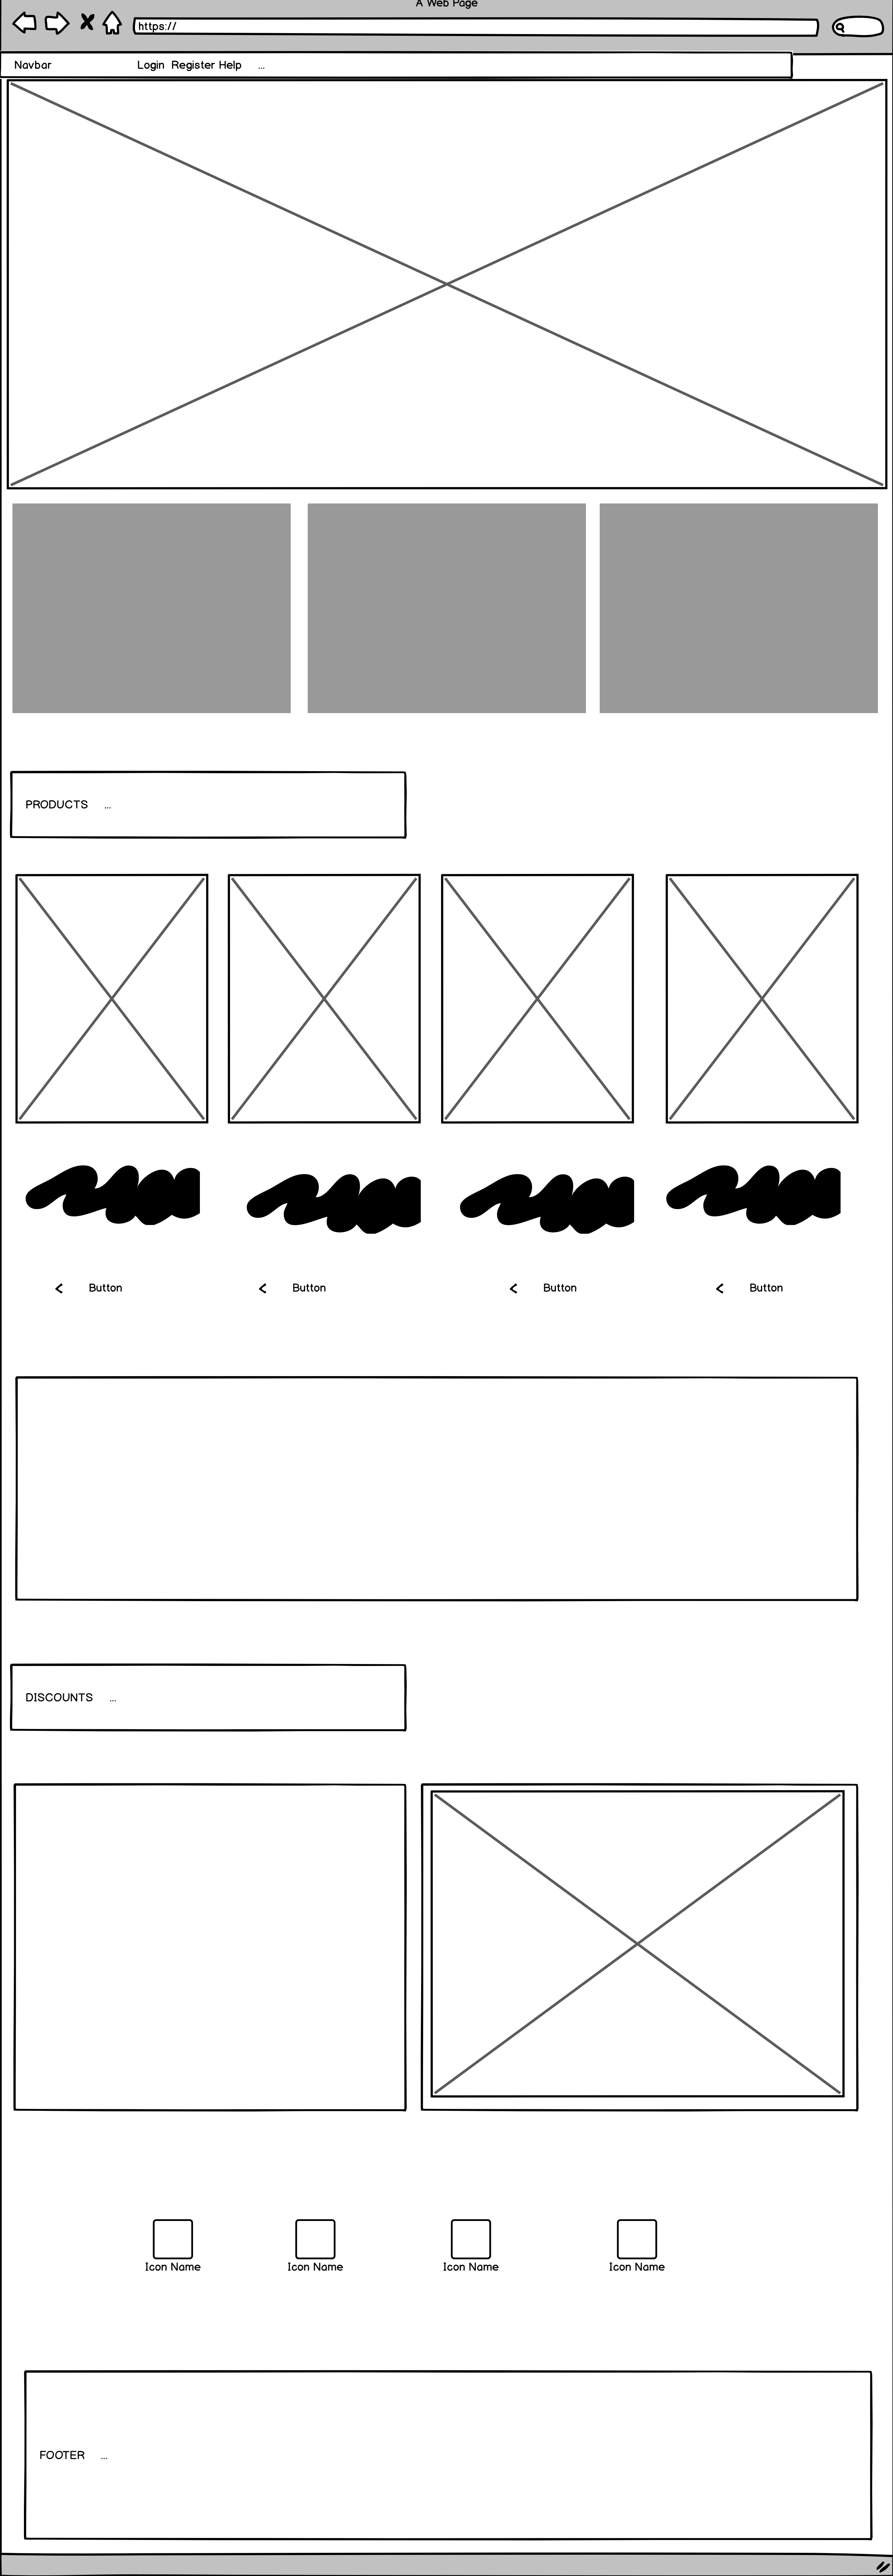 A Web Page
https://
Navbar Login Register Help ...
PRODUCTS ...
Button Button Button Button
DISCOUNTS ...
Icon Name Icon Name Icon Name Icon Name
FOOTER ...